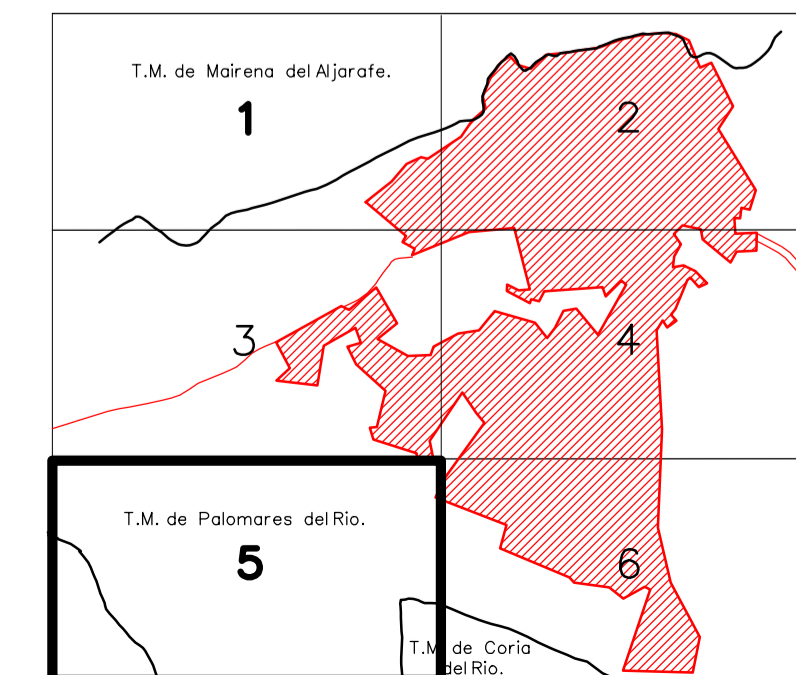 T.M. de Mairena del Aljarafe.
1
2
3
4
T.M. de Palomares del Rio.
5
6
T.M. de Coria
del Rio.